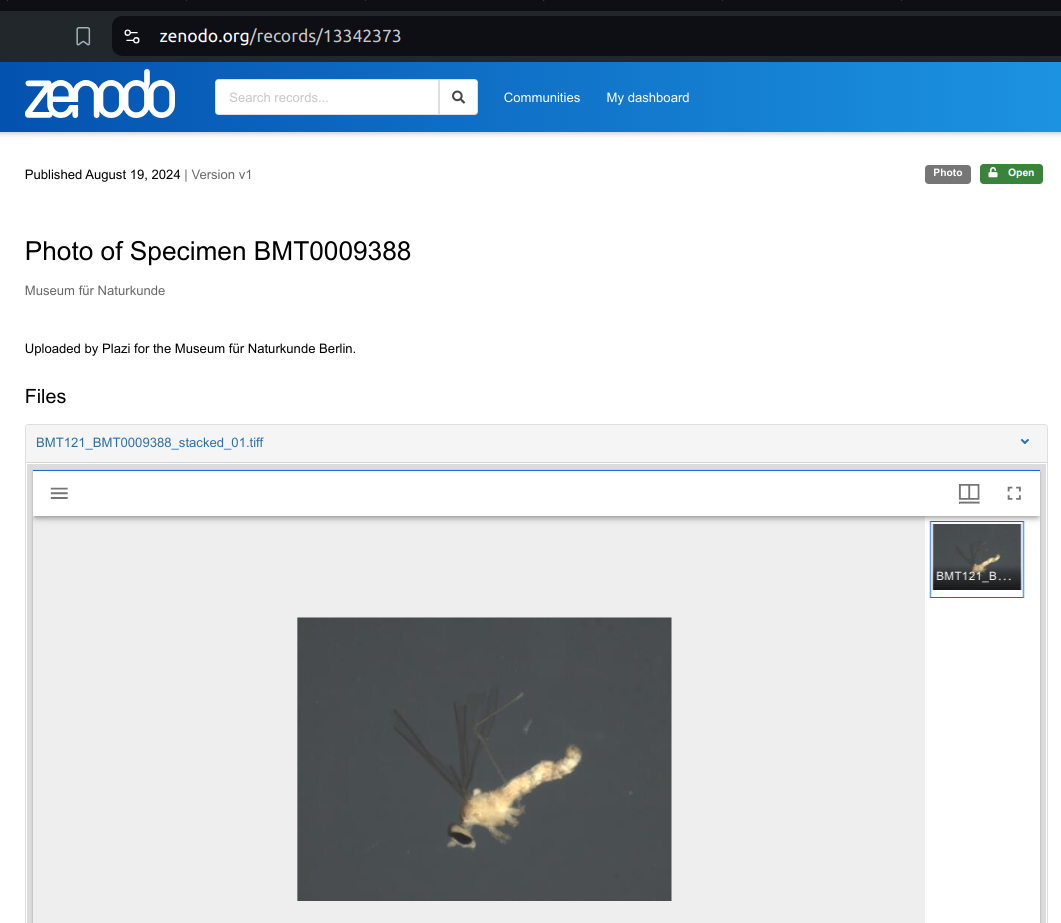 zenodo.org/records/13342373
zenodo
Search records...
Communities
My dashboard
Published August 19, 2024 | Version v1
Photo
Open
Photo of Specimen BMT0009388
Museum für Naturkunde
Uploaded by Plazi for the Museum für Naturkunde Berlin.
Files
BMT121_BMT0009388_stacked_01.tiff
BMT121_B...